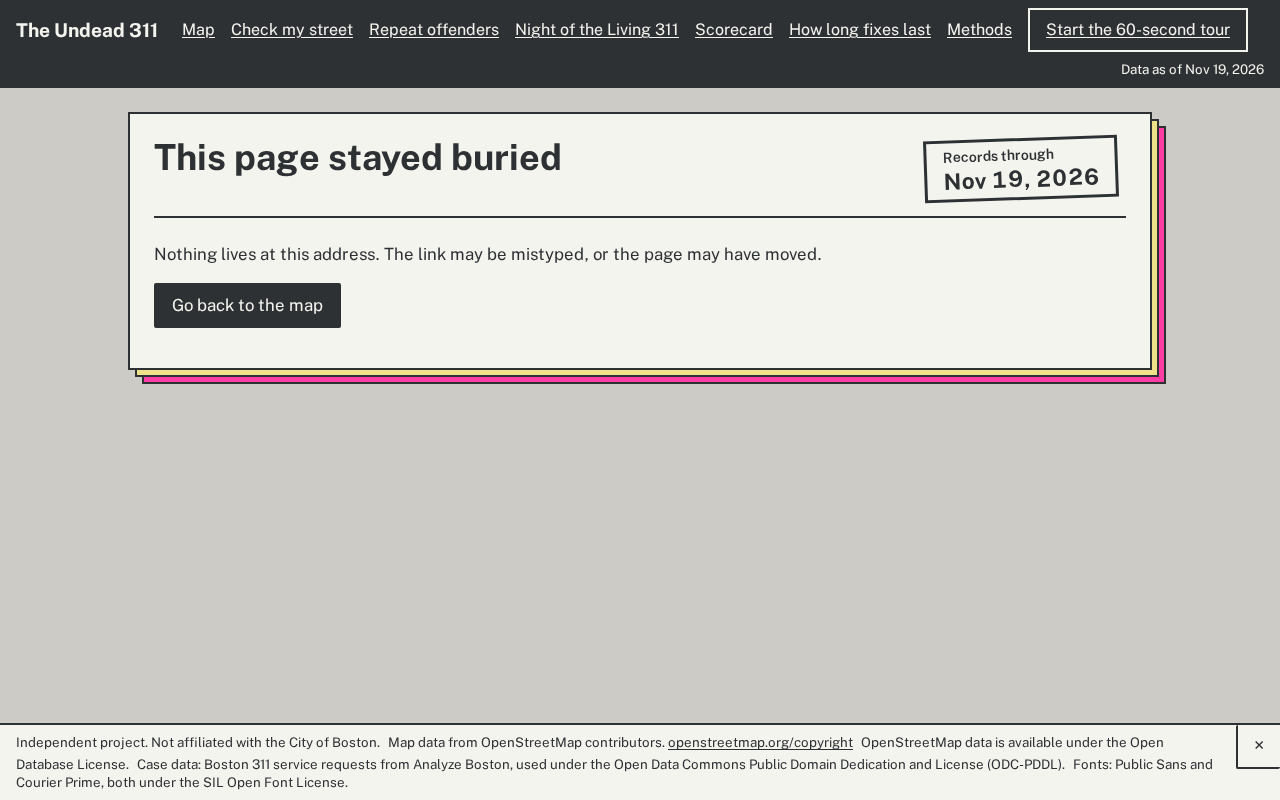 The Undead 311 Map Check my street Repeat offenders Night of the Living 311 Scorecard How long fixes last Methods Start the 60-second tour
Data as of Nov 19, 2026
This page stayed buried
Records through
Nov 19, 2026
Nothing lives at this address. The link may be mistyped, or the page may have moved.
Go back to the map
Independent project. Not affiliated with the City of Boston. Map data from OpenStreetMap contributors. openstreetmap.org/copyright OpenStreetMap data is available under the Open
Database License. Case data: Boston 311 service requests from Analyze Boston, used under the Open Data Commons Public Domain Dedication and License (ODC-PDDL). Fonts: Public Sans and
Courier Prime, both under the SIL Open Font License.
×